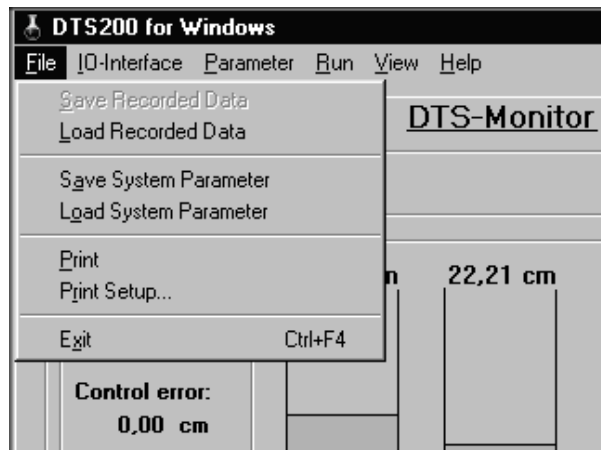 DTS200 for Windows
File IO-Interface Parameter Run View Help
Save Recorded Data
Load Recorded Data
DTS-Monitor
Save System Parameter
Load System Parameter
Print
Print Setup...
22,21 cm
Exit Ctrl+F4
Control error:
0,00 cm